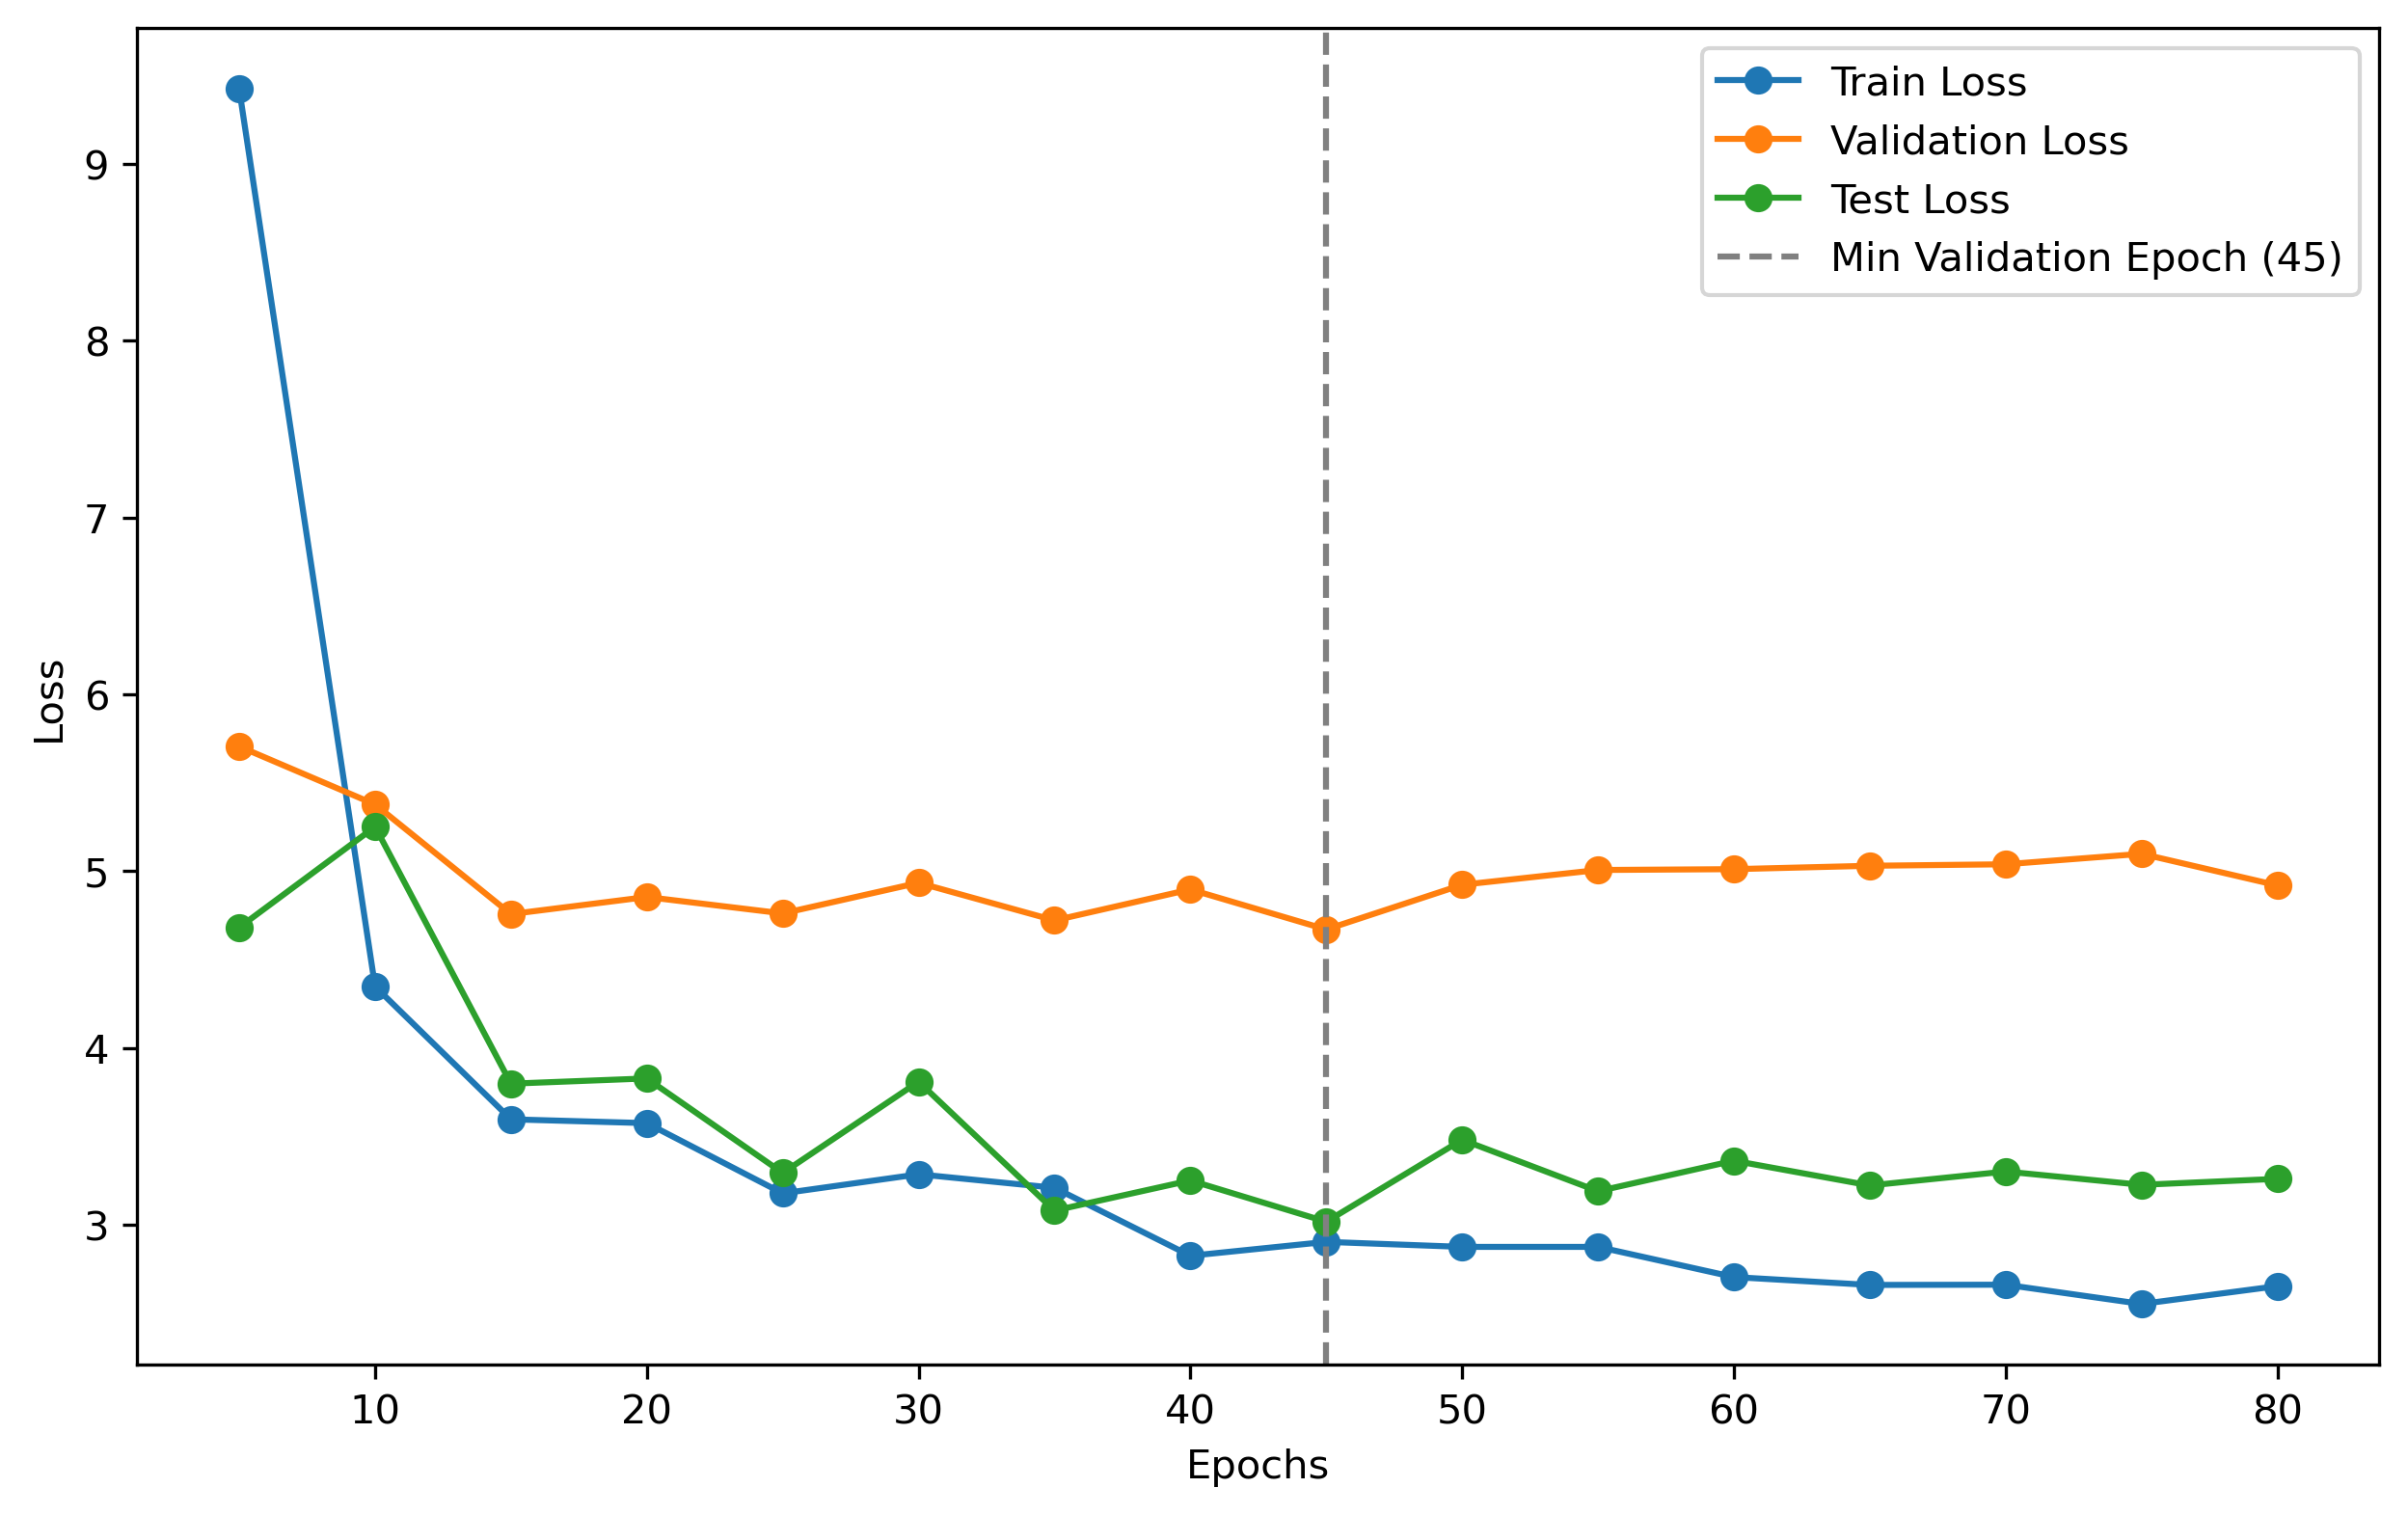 Train Loss
Validation Loss
Test Loss
Min Validation Epoch (45)
9
8
7
6
5
4
3
Loss
10 20 30 40 50 60 70 80
Epochs